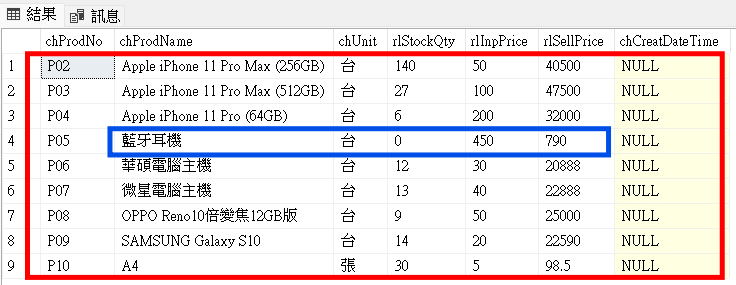 結果 訊息
chProdNo chProdName chUnit rlStockQty rlInpPrice rlSellPrice chCreatDateTime
1 P02 Apple iPhone 11 Pro Max (256GB) 台 140 50 40500 NULL
2 P03 Apple iPhone 11 Pro Max (512GB) 台 27 100 47500 NULL
3 P04 Apple iPhone 11 Pro (64GB) 台 6 200 32000 NULL
4 P05 藍牙耳機 台 0 450 790 NULL
5 P06 華碩電腦主機 台 12 30 20888 NULL
6 P07 微星電腦主機 台 13 40 22888 NULL
7 P08 OPPO Reno10倍變焦12GB版 台 9 50 25000 NULL
8 P09 SAMSUNG Galaxy S10 台 14 20 22590 NULL
9 P10 A4 張 30 5 98.5 NULL